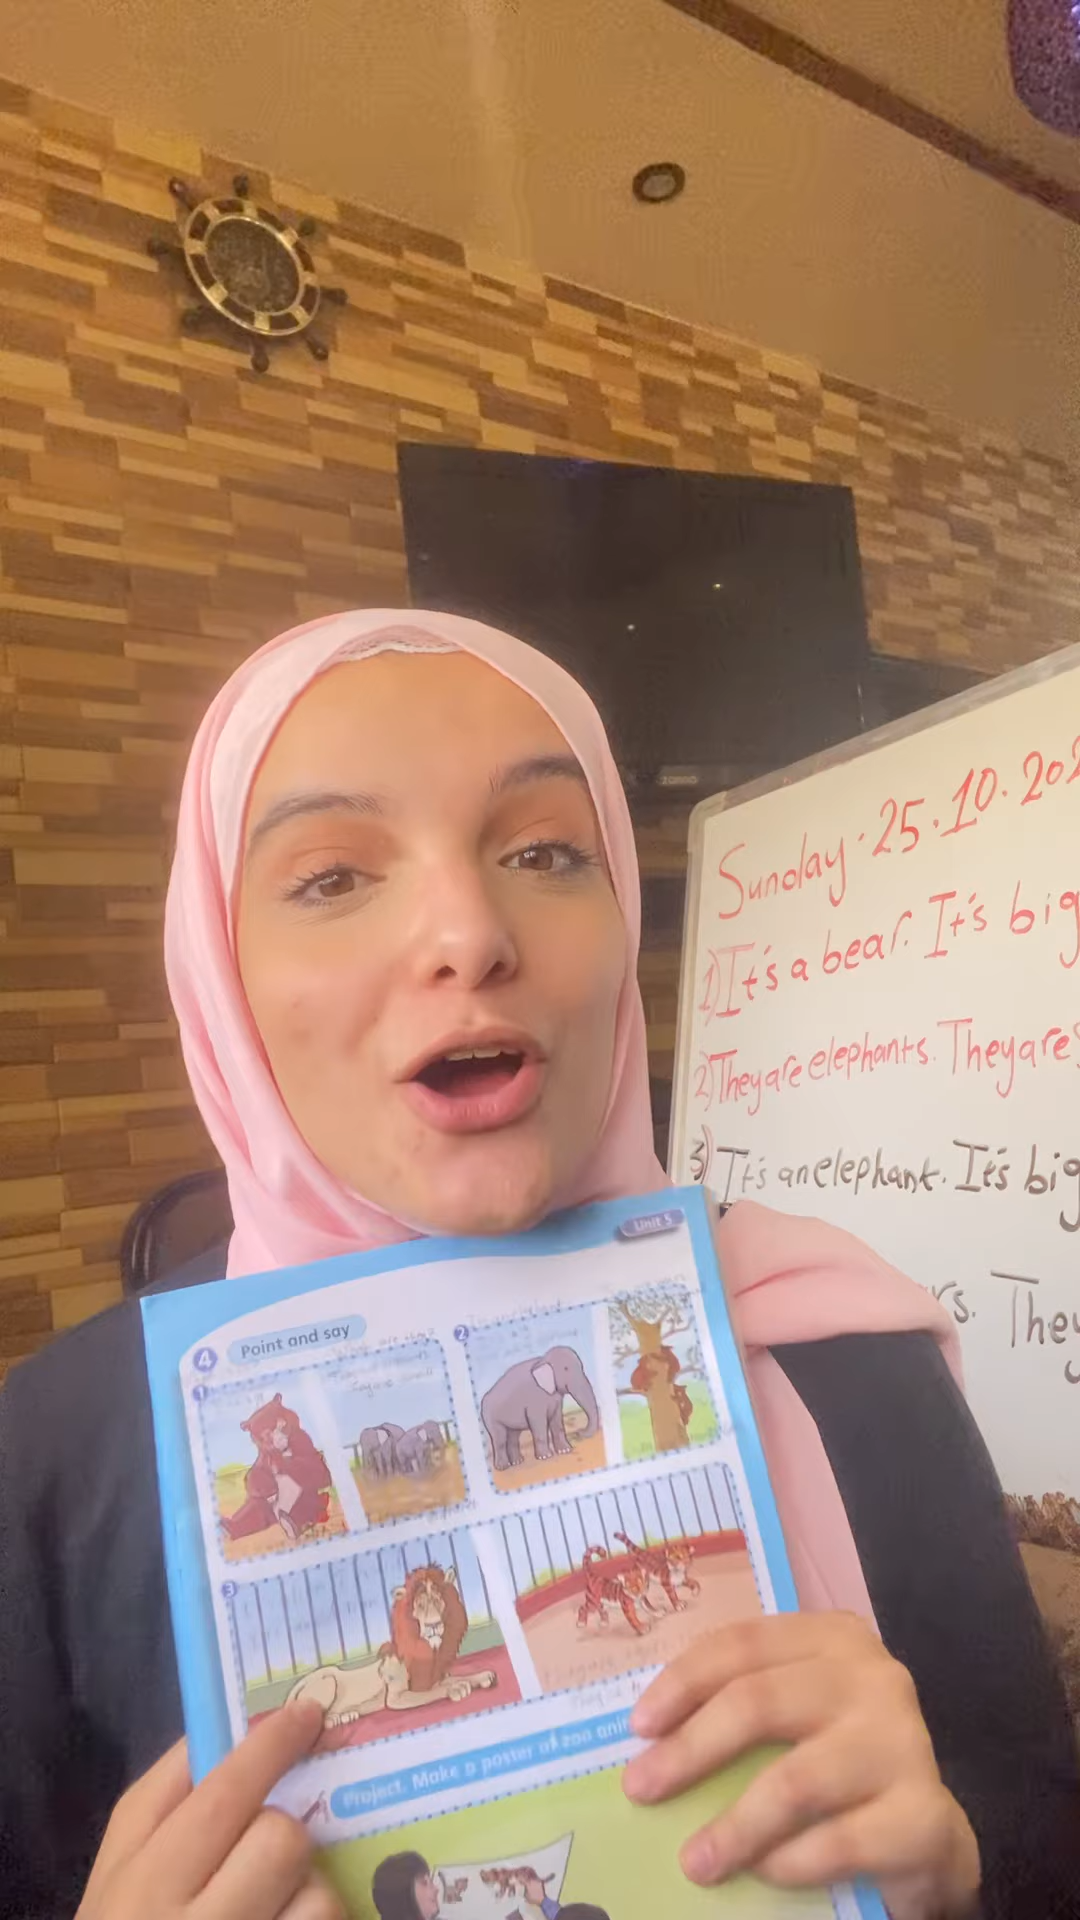 Sunday. 25.10.202
1) It's a bear. It's big
2) They are elephants. They are
3) It's an elephant. It's big
rs. They
Unit 5
4 Point and say
1
2
3
Project. Make a poster of zoo ani